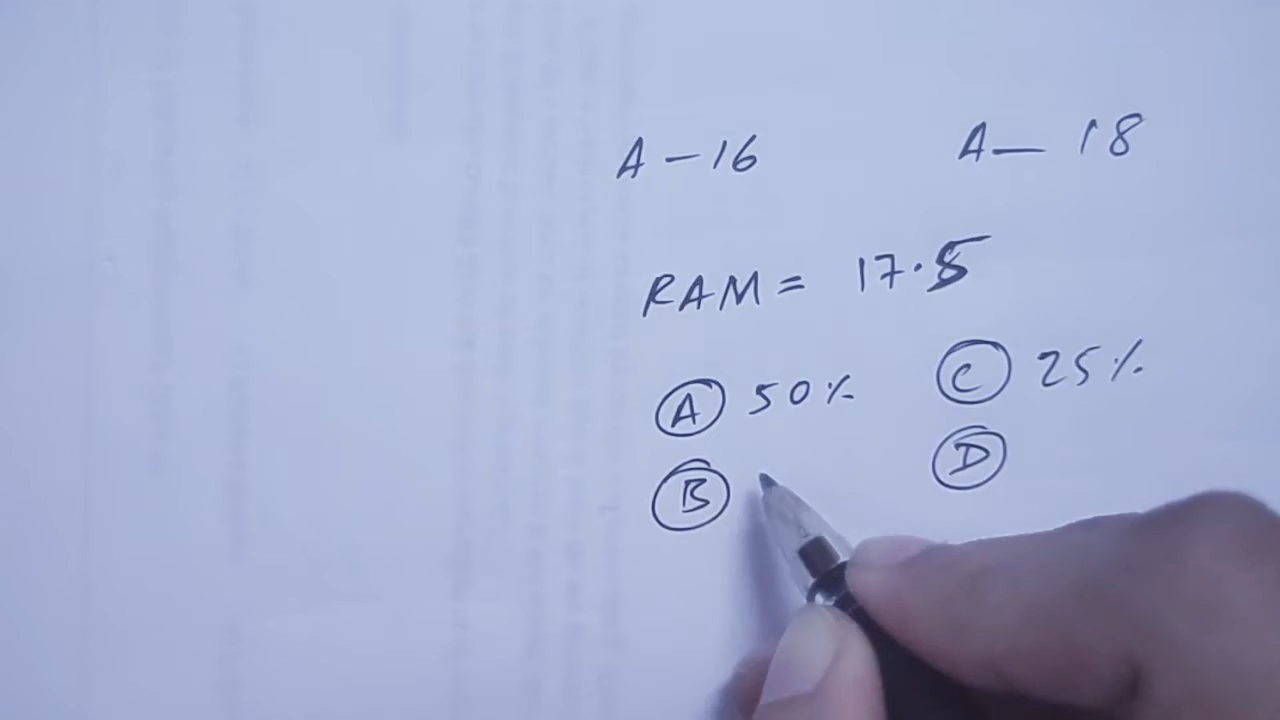 A – 16 A — 18
RAM = 17.5
Ⓐ 50% Ⓒ 25%
Ⓑ Ⓓ